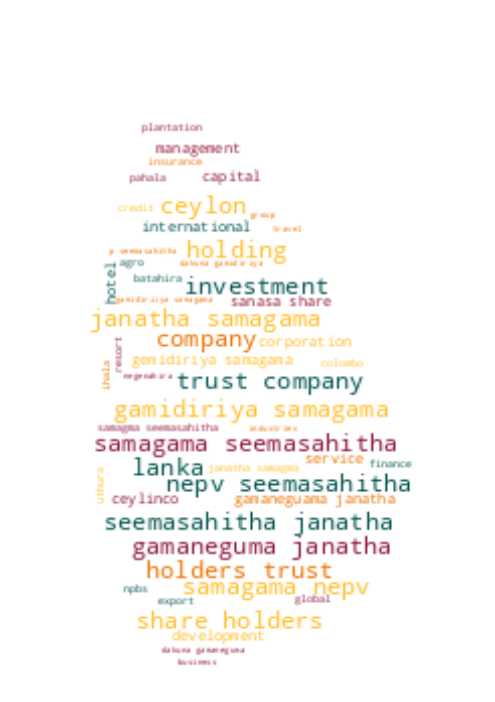 plantation
management
insurance
pahala capital
credit ceylon group
international travel
p seemasahitha holding
hotel agro dakuna gamidiriya
batahira investment
gamidiriya samagama sanasa share
janatha samagama
resort company corporation
gemidiriya samagama colombo
ihala negenahira trust company
gamidiriya samagama
samagma seemasahitha industries
samagama seemasahitha
service
lanka janatha samagma finance
uthura nepv seemasahitha
ceylinco gamaneguama janatha
seemasahitha janatha
gamaneguma janatha
holders trust
npbs samagama nepv
export global
share holders
development
dakuna gamaneguma
business